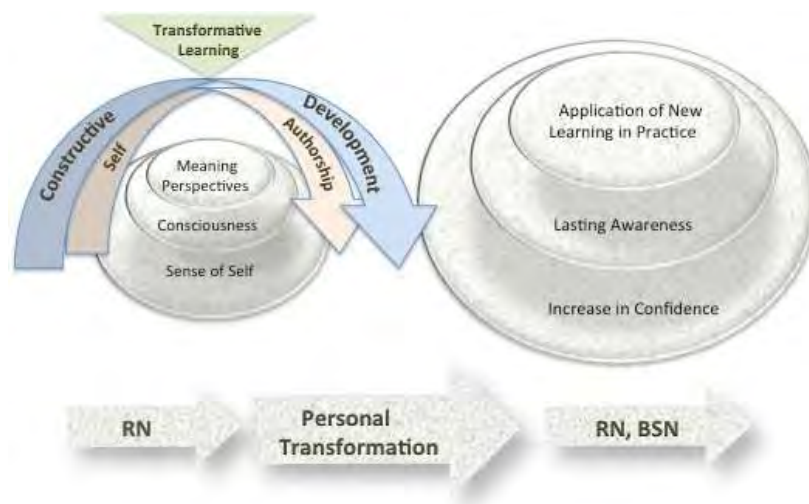 Transformative
Learning
Constructive
Development
Self
Authorship
Meaning
Perspectives
Consciousness
Sense of Self
Application of New
Learning in Practice
Lasting Awareness
Increase in Confidence
RN
Personal
Transformation
RN, BSN